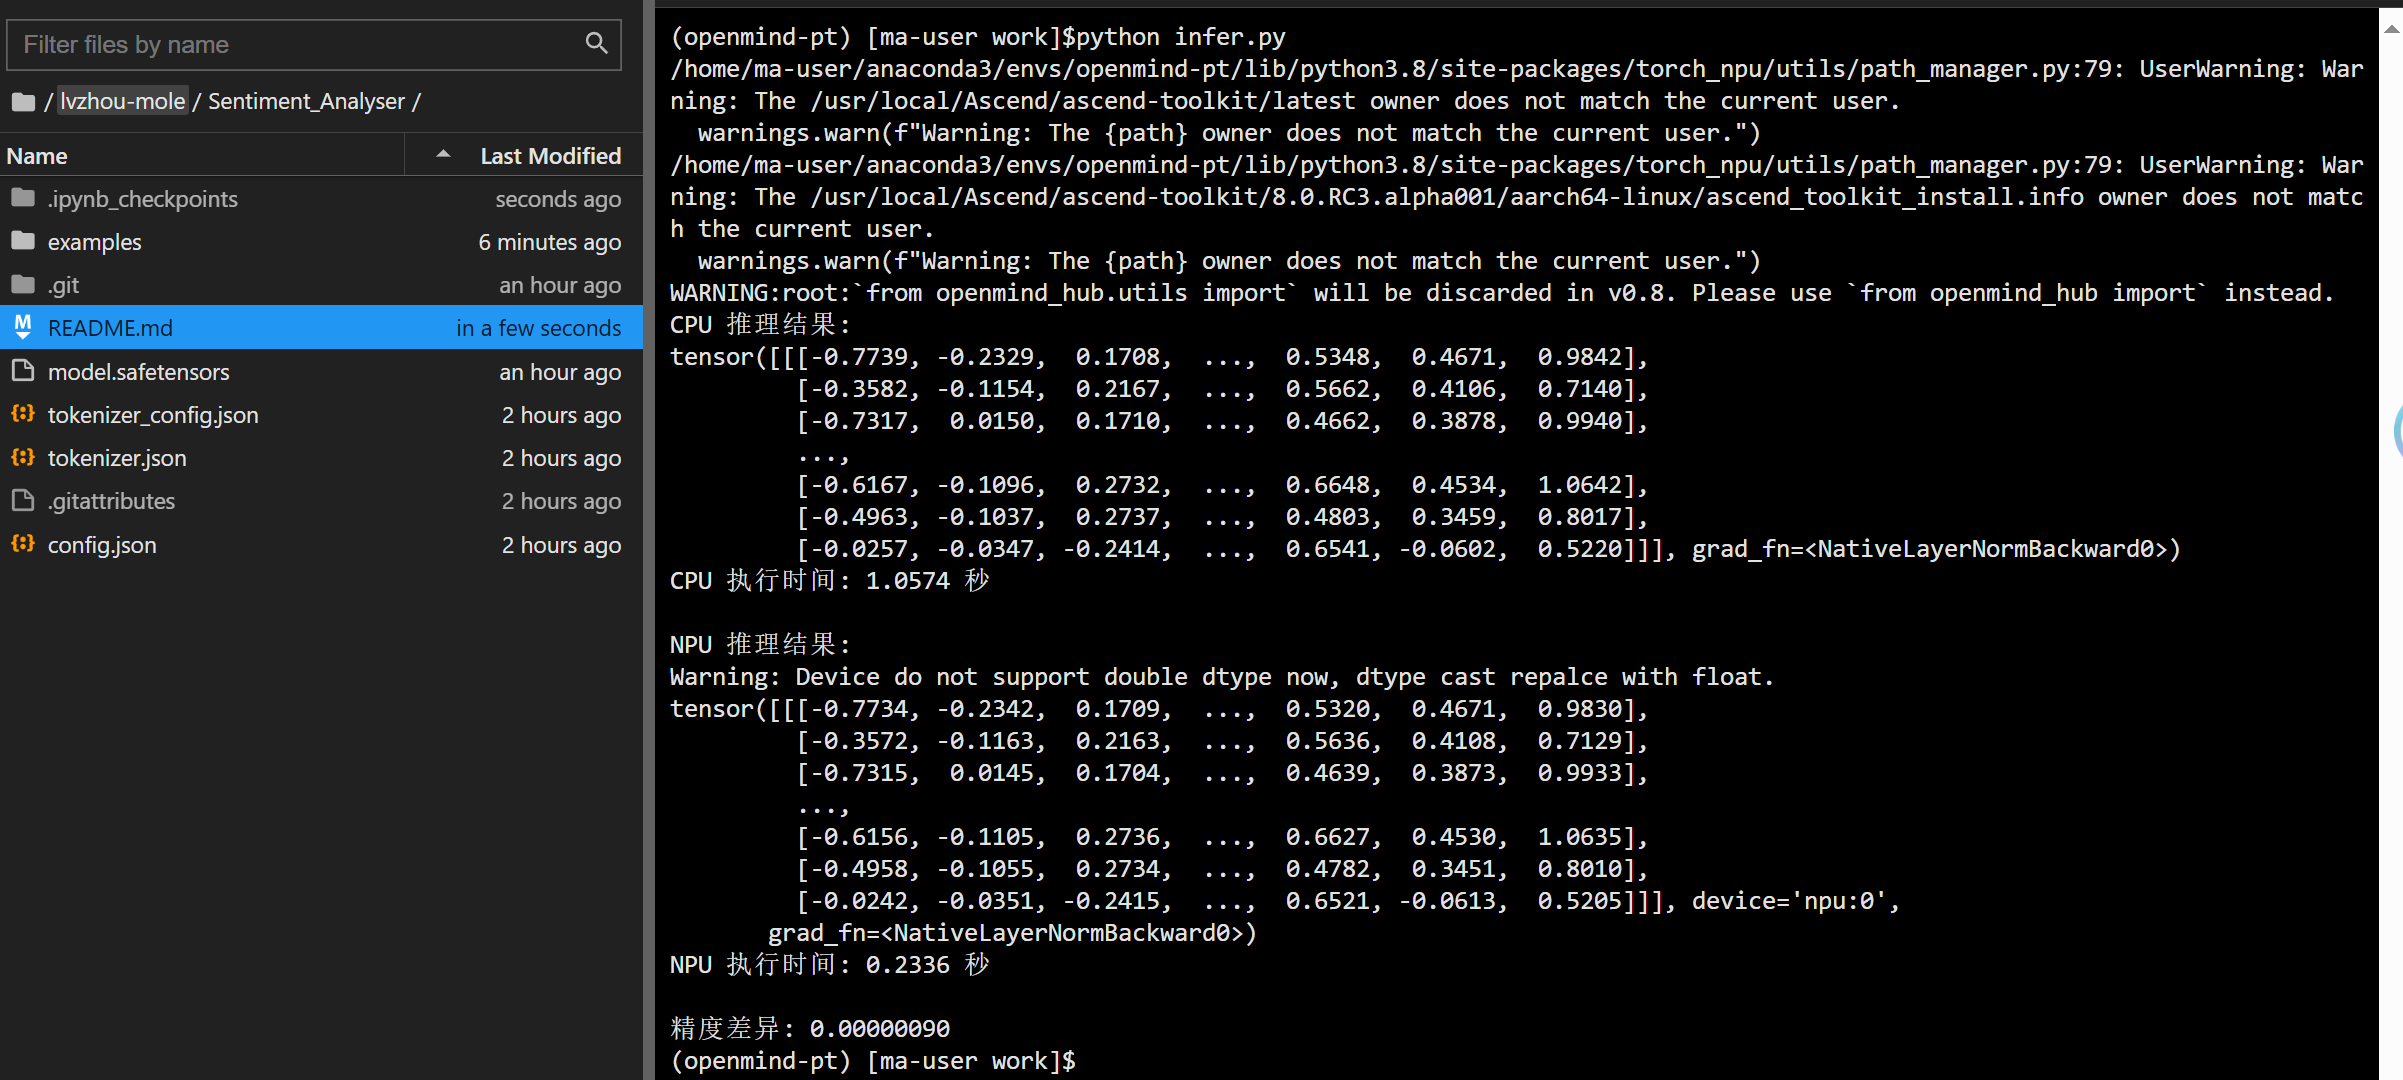 Filter files by name
/ lvzhou-mole / Sentiment_Analyser /
Name Last Modified
.ipynb_checkpoints seconds ago
examples 6 minutes ago
.git an hour ago
README.md in a few seconds
model.safetensors an hour ago
tokenizer_config.json 2 hours ago
tokenizer.json 2 hours ago
.gitattributes 2 hours ago
config.json 2 hours ago
(openmind-pt) [ma-user work]$python infer.py
/home/ma-user/anaconda3/envs/openmind-pt/lib/python3.8/site-packages/torch_npu/utils/path_manager.py:79: UserWarning: War
ning: The /usr/local/Ascend/ascend-toolkit/latest owner does not match the current user.
  warnings.warn(f"Warning: The {path} owner does not match the current user.")
/home/ma-user/anaconda3/envs/openmind-pt/lib/python3.8/site-packages/torch_npu/utils/path_manager.py:79: UserWarning: War
ning: The /usr/local/Ascend/ascend-toolkit/8.0.RC3.alpha001/aarch64-linux/ascend_toolkit_install.info owner does not matc
h the current user.
  warnings.warn(f"Warning: The {path} owner does not match the current user.")
WARNING:root:`from openmind_hub.utils import` will be discarded in v0.8. Please use `from openmind_hub import` instead.
CPU 推理结果:
tensor([[[-0.7739, -0.2329,  0.1708,  ...,  0.5348,  0.4671,  0.9842],
         [-0.3582, -0.1154,  0.2167,  ...,  0.5662,  0.4106,  0.7140],
         [-0.7317,  0.0150,  0.1710,  ...,  0.4662,  0.3878,  0.9940],
         ...,
         [-0.6167, -0.1096,  0.2732,  ...,  0.6648,  0.4534,  1.0642],
         [-0.4963, -0.1037,  0.2737,  ...,  0.4803,  0.3459,  0.8017],
         [-0.0257, -0.0347, -0.2414,  ...,  0.6541, -0.0602,  0.5220]]], grad_fn=<NativeLayerNormBackward0>)
CPU 执行时间: 1.0574 秒
NPU 推理结果:
Warning: Device do not support double dtype now, dtype cast repalce with float.
tensor([[[-0.7734, -0.2342,  0.1709,  ...,  0.5320,  0.4671,  0.9830],
         [-0.3572, -0.1163,  0.2163,  ...,  0.5636,  0.4108,  0.7129],
         [-0.7315,  0.0145,  0.1704,  ...,  0.4639,  0.3873,  0.9933],
         ...,
         [-0.6156, -0.1105,  0.2736,  ...,  0.6627,  0.4530,  1.0635],
         [-0.4958, -0.1055,  0.2734,  ...,  0.4782,  0.3451,  0.8010],
         [-0.0242, -0.0351, -0.2415,  ...,  0.6521, -0.0613,  0.5205]]], device='npu:0',
       grad_fn=<NativeLayerNormBackward0>)
NPU 执行时间: 0.2336 秒
精度差异: 0.00000090
(openmind-pt) [ma-user work]$